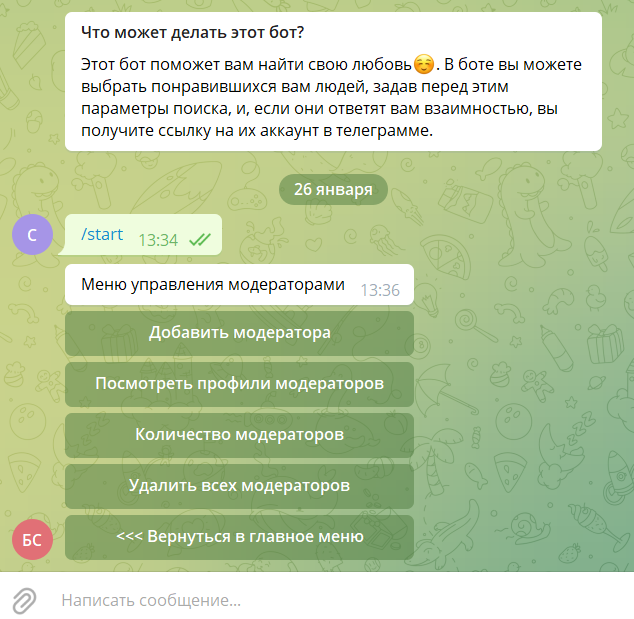 Что может делать этот бот?
Этот бот поможет вам найти свою любовь☺️. В боте вы можете
выбрать понравившихся вам людей, задав перед этим
параметры поиска, и, если они ответят вам взаимностью, вы
получите ссылку на их аккаунт в телеграмме.
26 января
С
/start 13:34
Меню управления модераторами 13:36
Добавить модератора
Посмотреть профили модераторов
Количество модераторов
Удалить всех модераторов
БС
<<< Вернуться в главное меню
Написать сообщение...